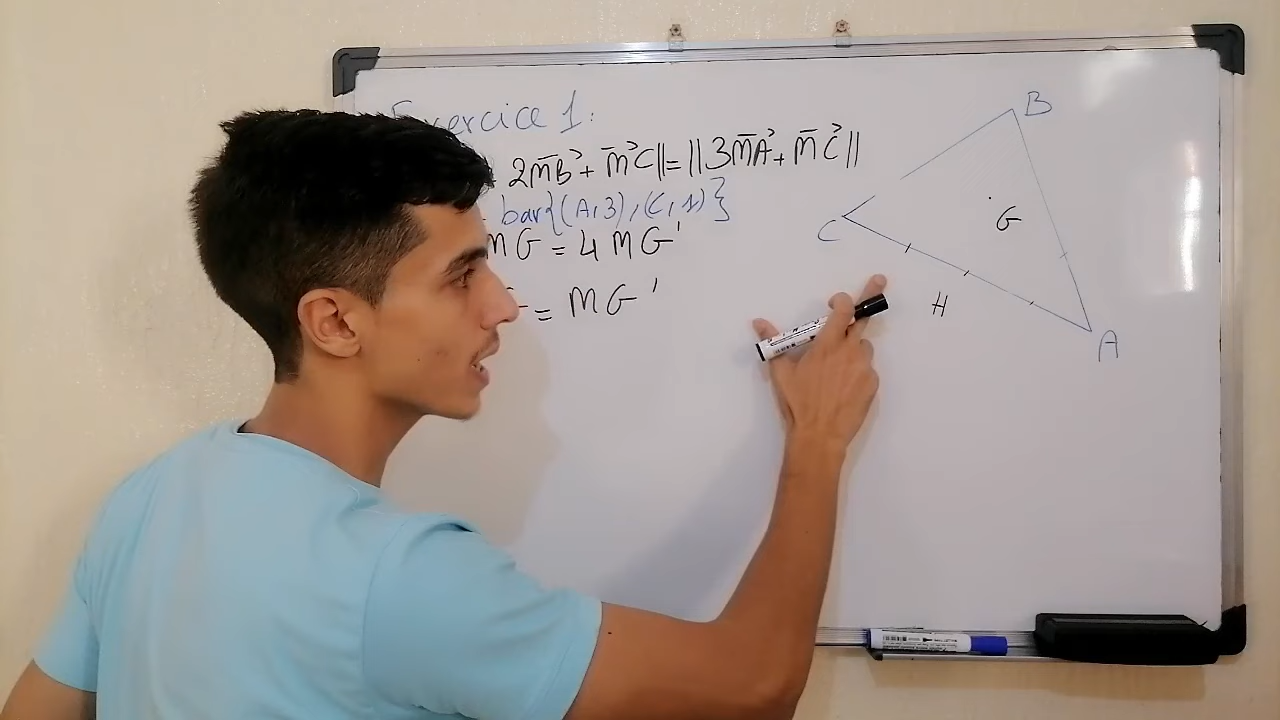 Exercice 1:
2MB + MC|| = ||3MA + MC||
bar{(A,3),(C,1)}
MG = 4 MG'
= MG'
B
G
C
H
A